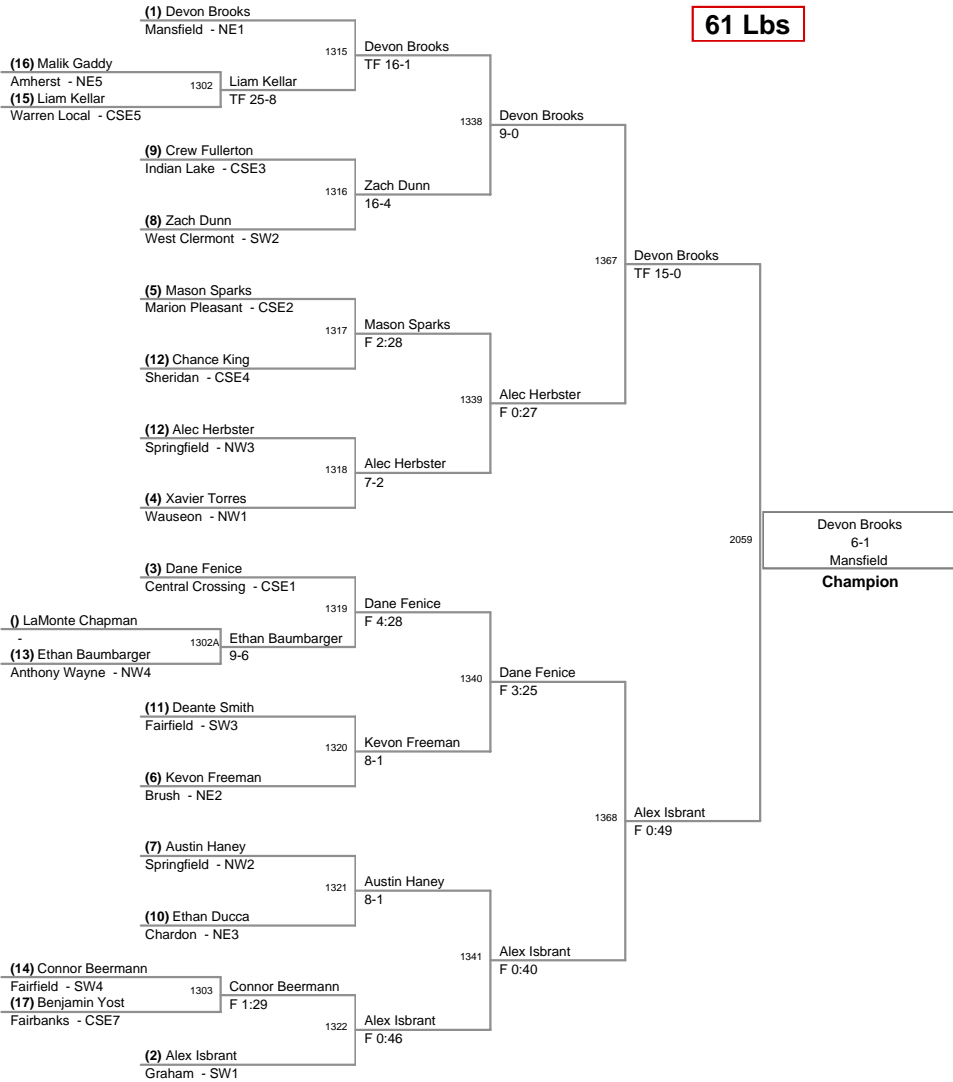 61 Lbs
(1) Devon Brooks
Mansfield - NE1
1315
Devon Brooks
TF 16-1
(16) Malik Gaddy
Amherst - NE5
1302
(15) Liam Kellar
Warren Local - CSE5
Liam Kellar
TF 25-8
1338
Devon Brooks
9-0
(9) Crew Fullerton
Indian Lake - CSE3
1316
Zach Dunn
16-4
(8) Zach Dunn
West Clermont - SW2
1367
Devon Brooks
TF 15-0
(5) Mason Sparks
Marion Pleasant - CSE2
1317
Mason Sparks
F 2:28
(12) Chance King
Sheridan - CSE4
1339
Alec Herbster
F 0:27
(12) Alec Herbster
Springfield - NW3
1318
Alec Herbster
7-2
(4) Xavier Torres
Wauseon - NW1
2059
Devon Brooks
6-1
Mansfield
Champion
(3) Dane Fenice
Central Crossing - CSE1
1319
Dane Fenice
F 4:28
() LaMonte Chapman
-
1302A
(13) Ethan Baumbarger
Anthony Wayne - NW4
Ethan Baumbarger
9-6
1340
Dane Fenice
F 3:25
(11) Deante Smith
Fairfield - SW3
1320
Kevon Freeman
8-1
(6) Kevon Freeman
Brush - NE2
1368
Alex Isbrant
F 0:49
(7) Austin Haney
Springfield - NW2
1321
Austin Haney
8-1
(10) Ethan Ducca
Chardon - NE3
1341
Alex Isbrant
F 0:40
(14) Connor Beermann
Fairfield - SW4
1303
(17) Benjamin Yost
Fairbanks - CSE7
Connor Beermann
F 1:29
1322
Alex Isbrant
F 0:46
(2) Alex Isbrant
Graham - SW1